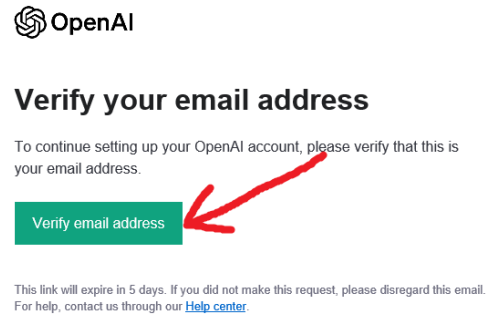 OpenAI
Verify your email address
To continue setting up your OpenAI account, please verify that this is
your email address.
Verify email address
This link will expire in 5 days. If you did not make this request, please disregard this email.
For help, contact us through our Help center.